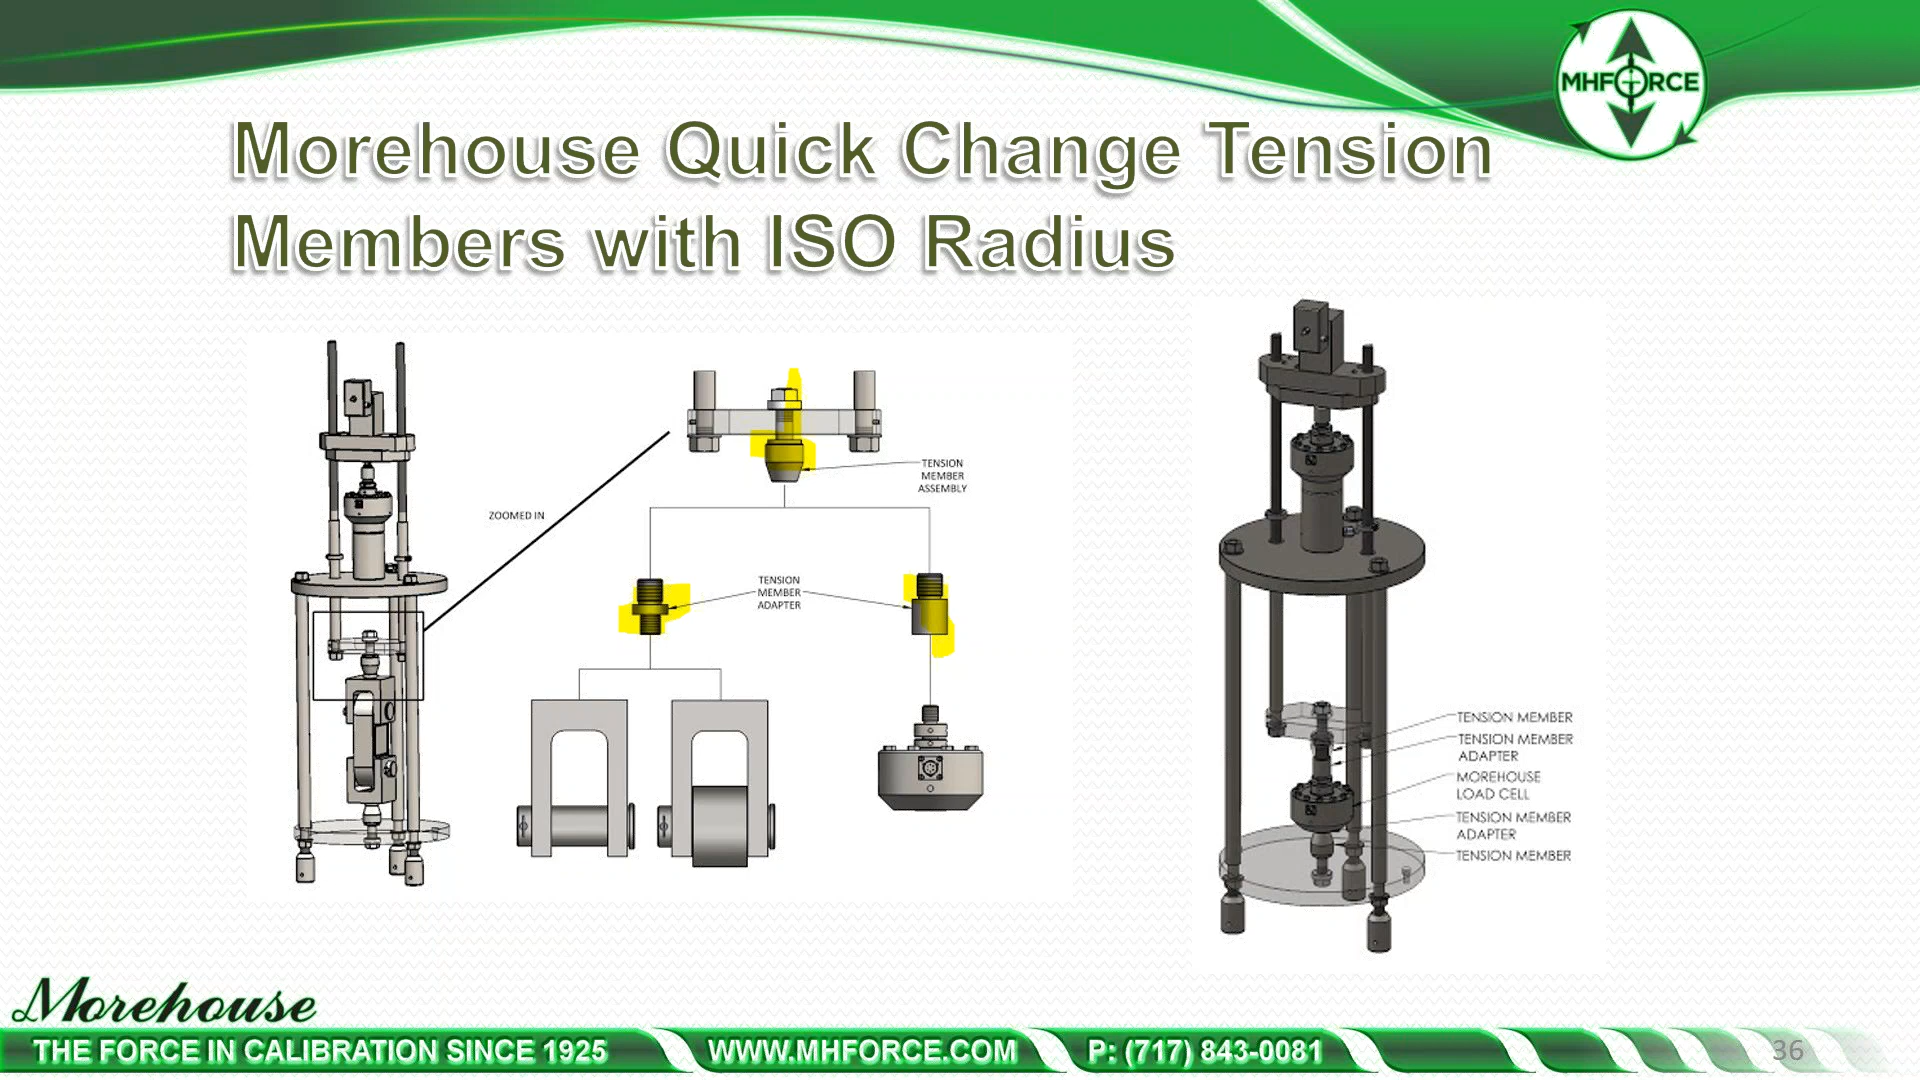 MHFORCE
Morehouse Quick Change Tension
Members with ISO Radius
ZOOMED IN
TENSION
MEMBER
ASSEMBLY
TENSION
MEMBER
ADAPTER
TENSION MEMBER
TENSION MEMBER
ADAPTER
MOREHOUSE
LOAD CELL
TENSION MEMBER
ADAPTER
TENSION MEMBER
Morehouse
THE FORCE IN CALIBRATION SINCE 1925
WWW.MHFORCE.COM
P: (717) 843-0081
36